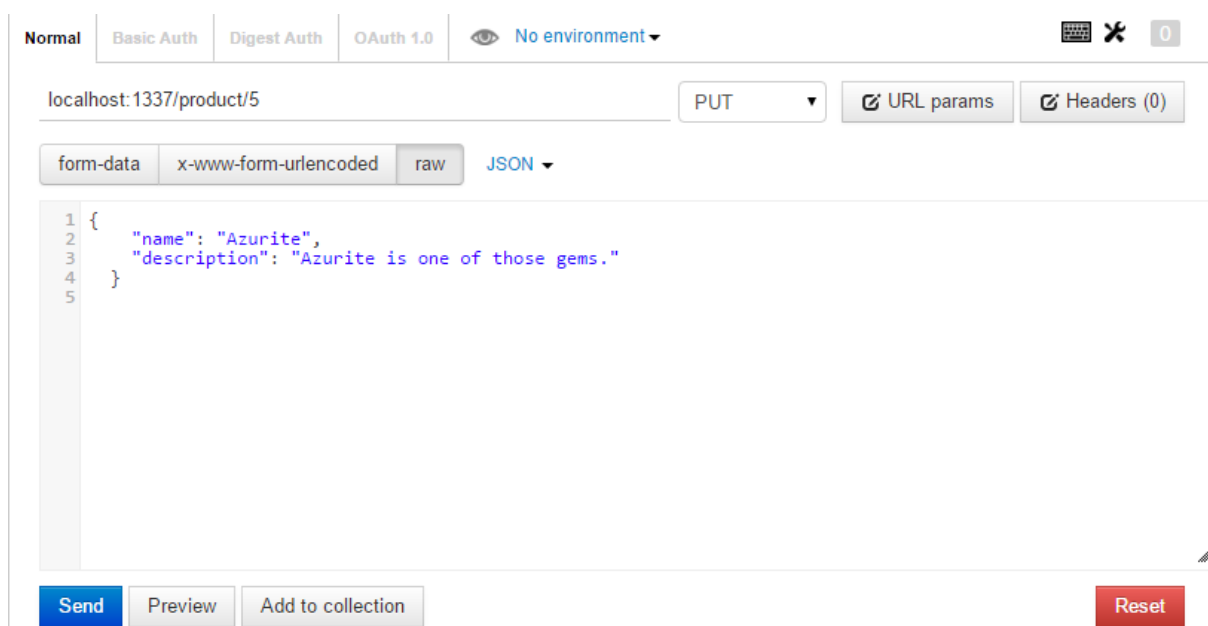 Normal Basic Auth Digest Auth OAuth 1.0 No environment 0
localhost:1337/product/5 PUT URL params Headers (0)
form-data x-www-form-urlencoded raw JSON
1 {
2 "name": "Azurite",
3 "description": "Azurite is one of those gems."
4 }
5
Send Preview Add to collection Reset